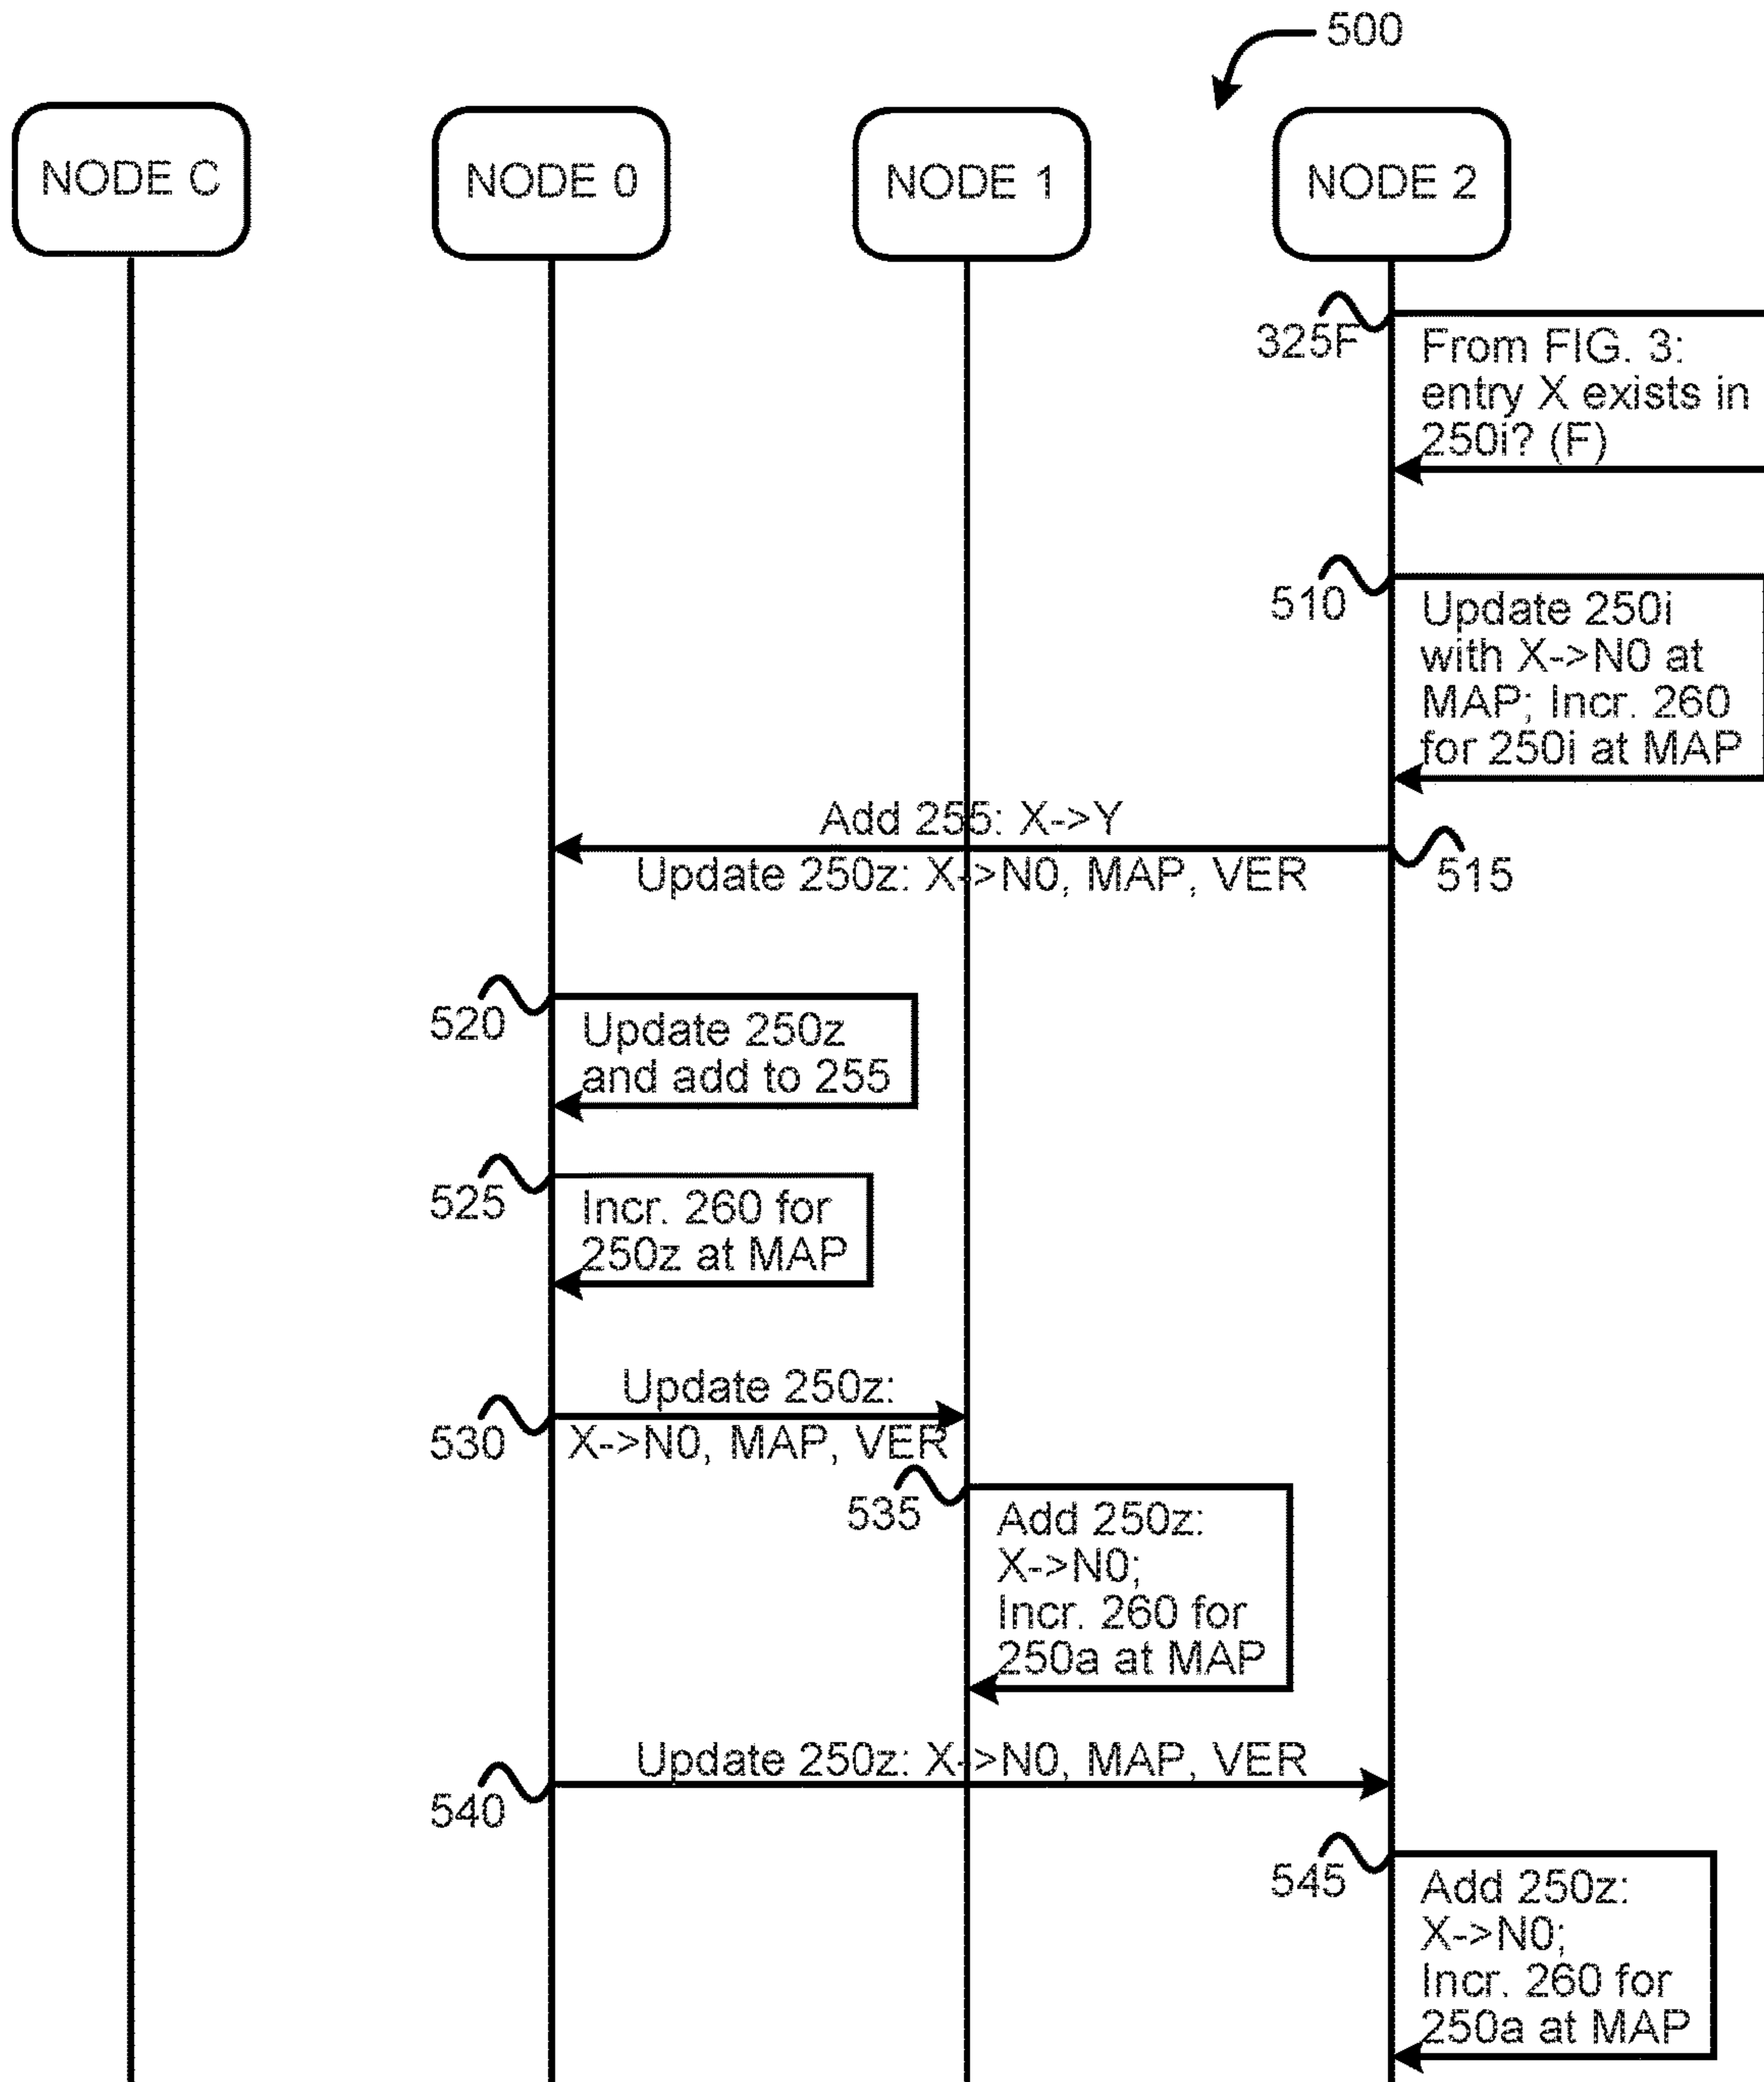 500
NODE C
NODE 0
NODE 1
NODE 2
325F
From FIG. 3:
entry X exists in
250i? (F)
510
Update 250i
with X->N0 at
MAP; Incr. 260
for 250i at MAP
Add 255: X->Y
Update 250z: X->N0, MAP, VER
515
520
Update 250z
and add to 255
525
Incr. 260 for
250z at MAP
Update 250z:
530
X->N0, MAP, VER
535
Add 250z:
X->N0;
Incr. 260 for
250a at MAP
Update 250z: X->N0, MAP, VER
540
545
Add 250z:
X->N0;
Incr. 260 for
250a at MAP